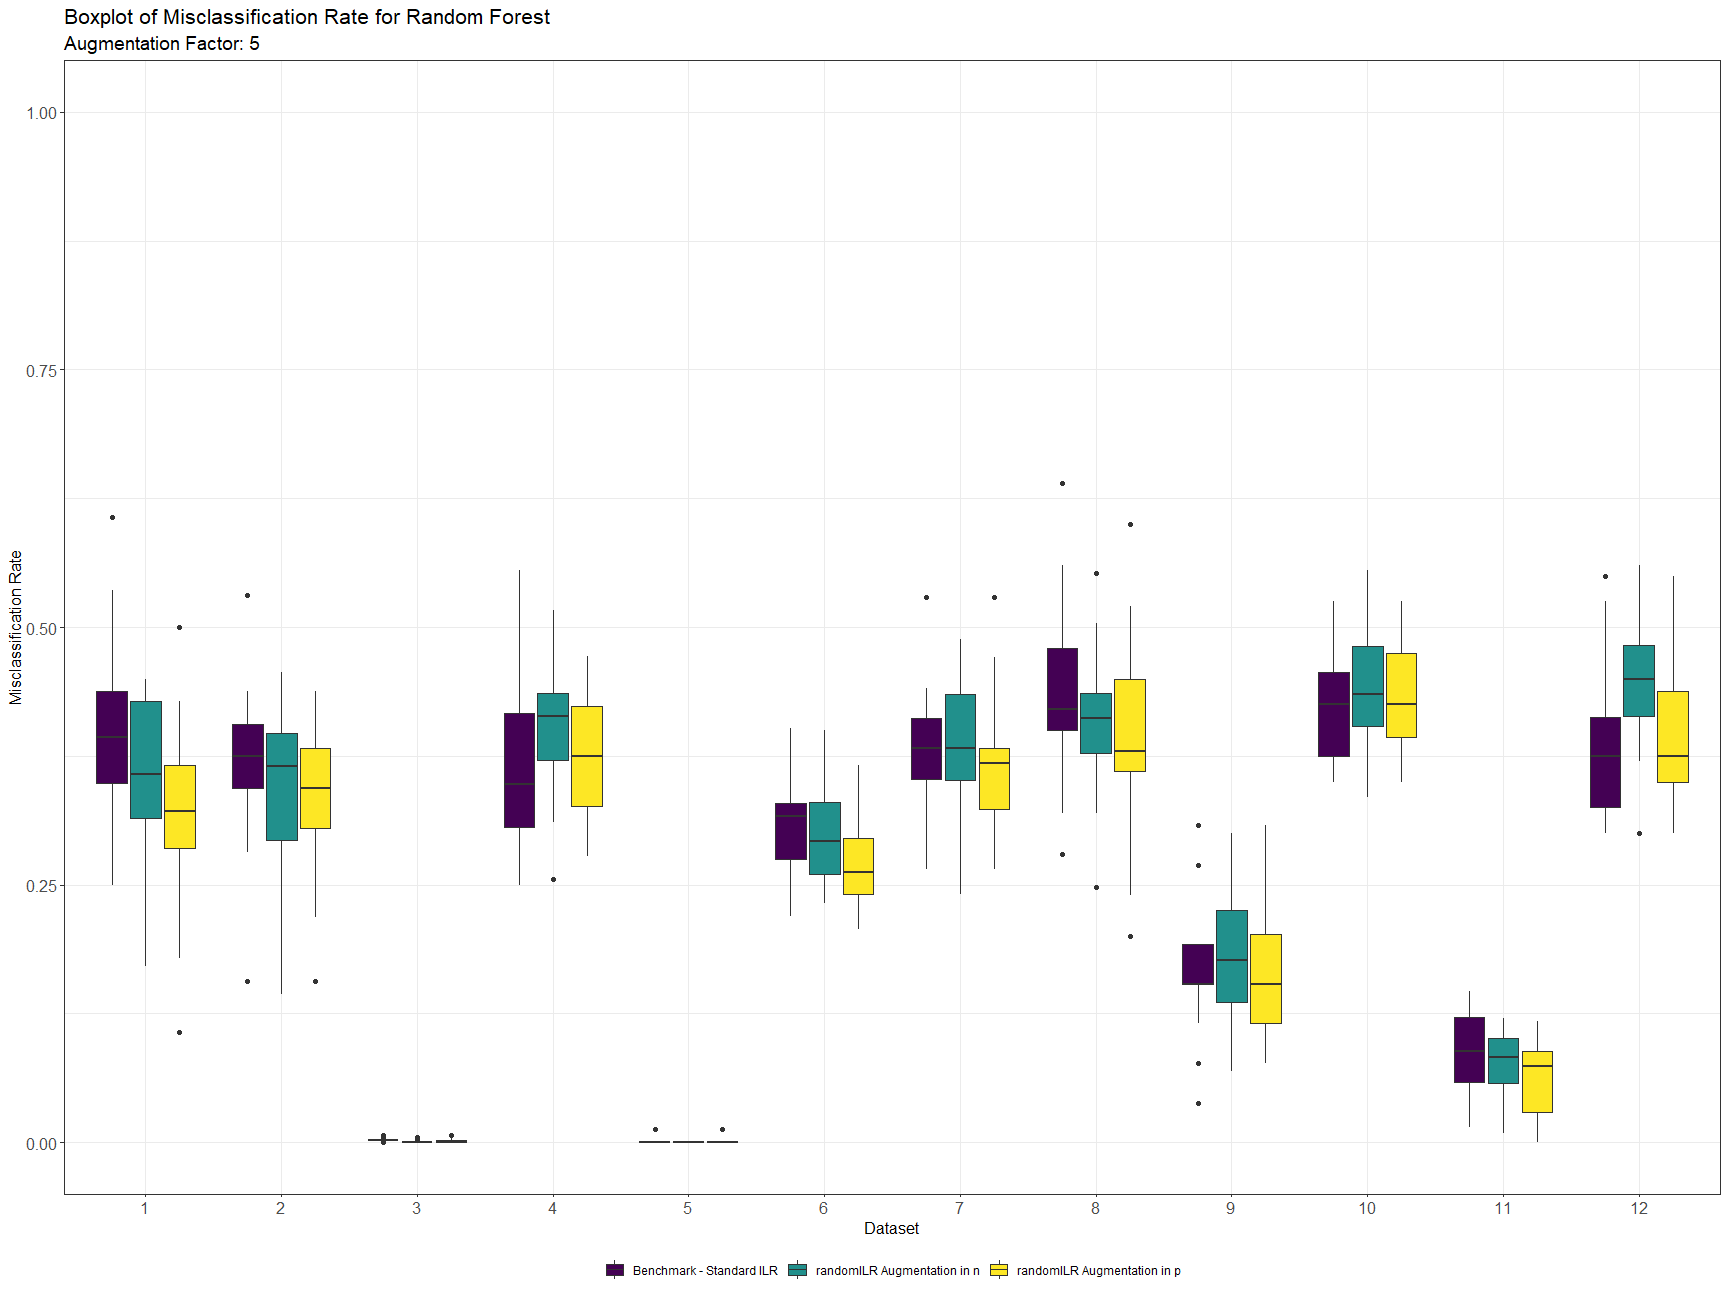 Boxplot of Misclassification Rate for Random Forest
Augmentation Factor: 5
Misclassification Rate
1.00
0.75
0.50
0.25
0.00
1 2 3 4 5 6 7 8 9 10 11 12
Dataset
Benchmark - Standard ILR randomILR Augmentation in n randomILR Augmentation in p